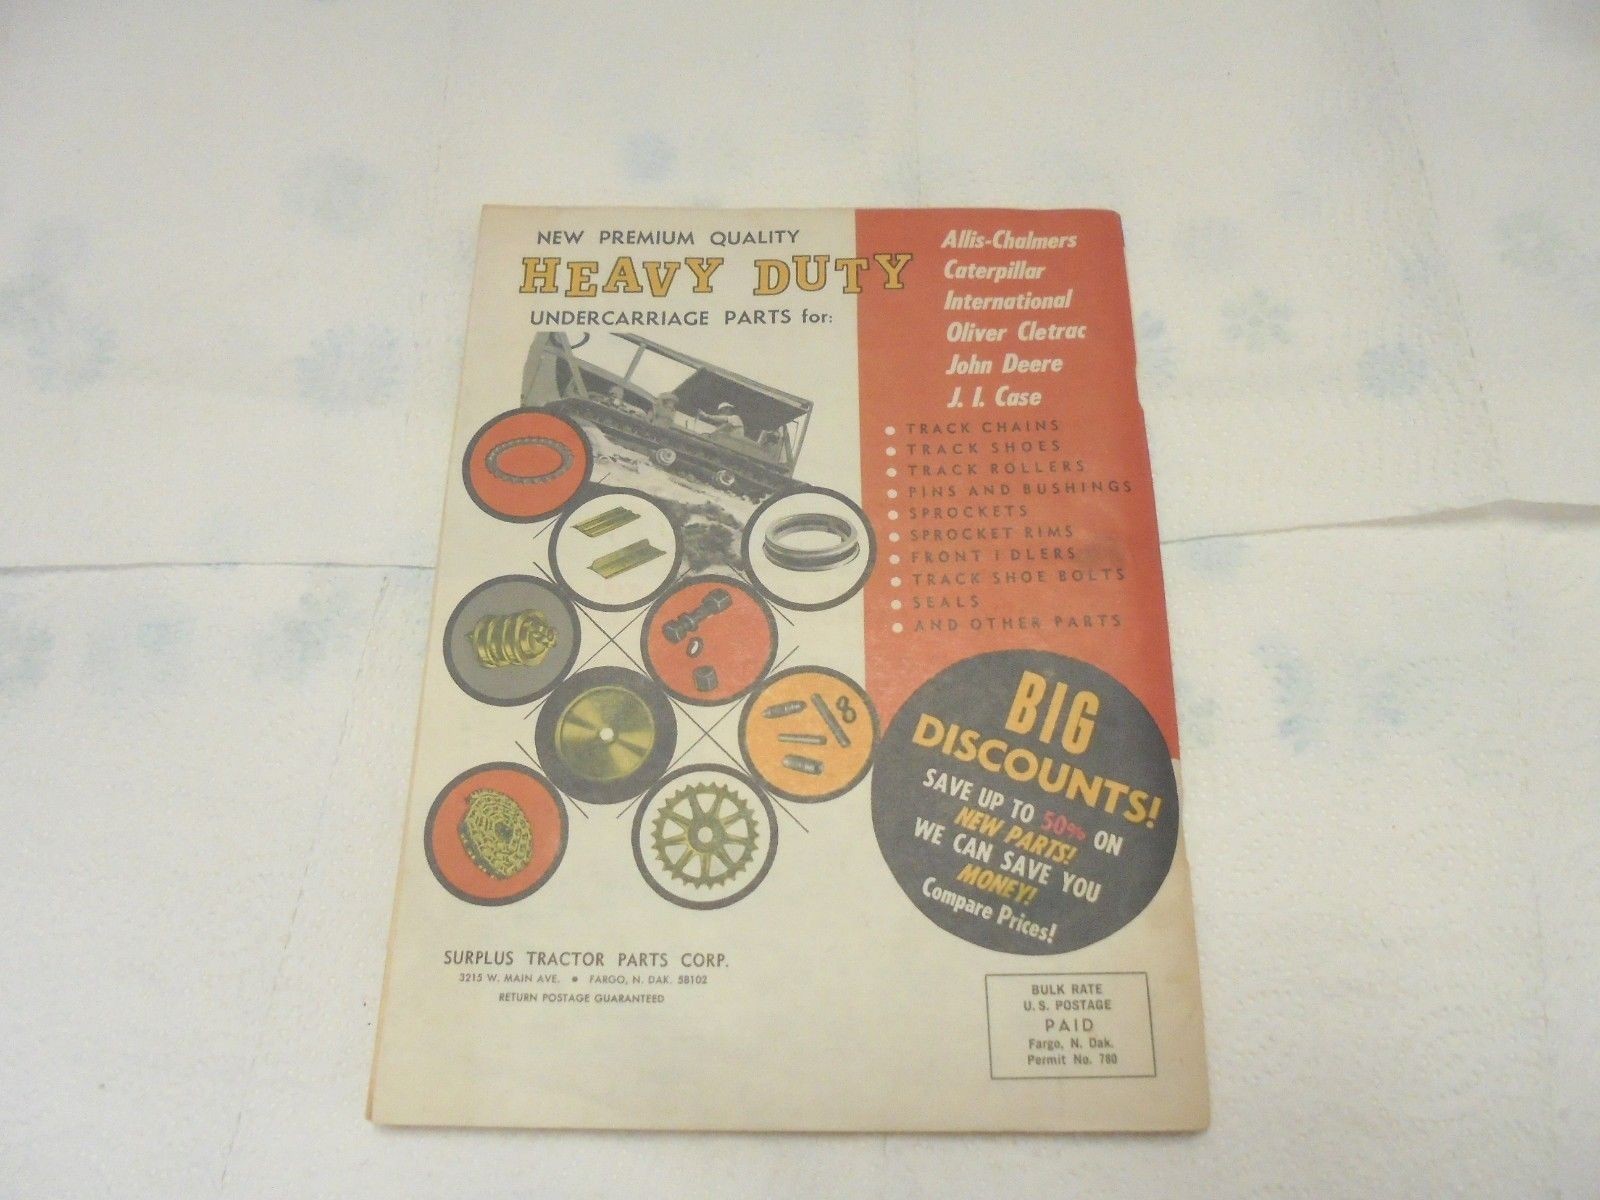 NEW PREMIUM QUALITY
HEAVY DUTY
UNDERCARRIAGE PARTS for:
Allis-Chalmers
Caterpillar
International
Oliver Cletrac
John Deere
J. I. Case
• TRACK CHAINS
• TRACK SHOES
• TRACK ROLLERS
• PINS AND BUSHINGS
• SPROCKETS
• SPROCKET RIMS
• FRONT IDLERS
• TRACK SHOE BOLTS
• SEALS
• AND OTHER PARTS
BIG
DISCOUNTS!
SAVE UP TO 50% ON
NEW PARTS!
WE CAN SAVE YOU
MONEY!
Compare Prices!
SURPLUS TRACTOR PARTS CORP.
3215 W. MAIN AVE. • FARGO, N. DAK. 58102
RETURN POSTAGE GUARANTEED
BULK RATE
U. S. POSTAGE
PAID
Fargo, N. Dak.
Permit No. 780